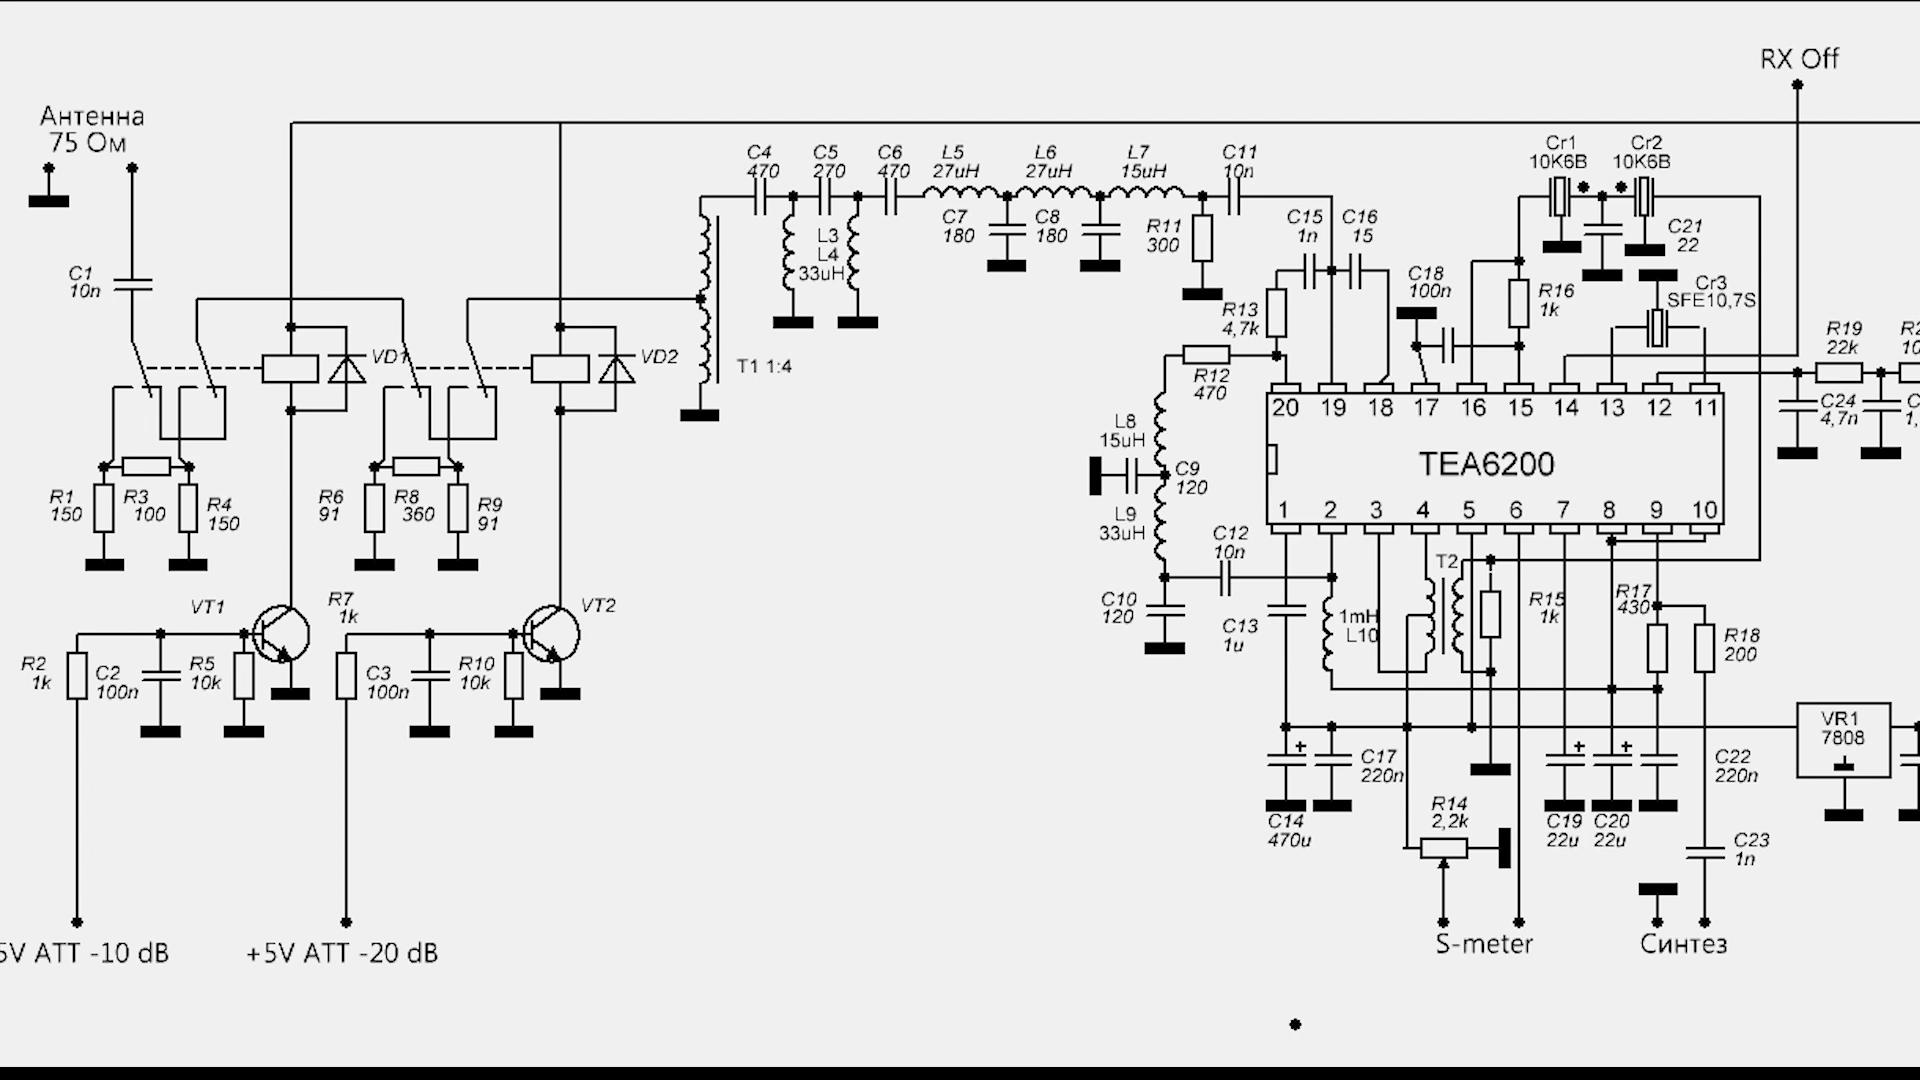 RX Off
Антенна
75 Ом
C1
10n
VD1
VD2
T1 1:4
C4
470
C5
270
C6
470
L5
27uH
L6
27uH
L7
15uH
C11
10n
L3
L4
33uH
C7
180
C8
180
R11
300
C15
1n
C16
15
Cr1
10K6B
Cr2
10K6B
C21
22
C18
100n
R16
1k
Cr3
SFE10,7S
R13
4,7k
R12
470
R19
22k
C24
4,7n
L8
15uH
C9
120
L9
33uH
C12
10n
C10
120
20 19 18 17 16 15 14 13 12 11
TEA6200
1 2 3 4 5 6 7 8 9 10
R1
150
R3
100
R4
150
R6
91
R8
360
R9
91
VT1
R7
1k
VT2
R2
1k
C2
100n
R5
10k
C3
100n
R10
10k
C13
1u
1mH
L10
T2
R15
1k
R17
430
R18
200
C14
470u
C17
220n
R14
2,2k
C19
22u
C20
22u
C22
220n
C23
1n
VR1
7808
5V ATT -10 dB
+5V ATT -20 dB
S-meter
Синтез